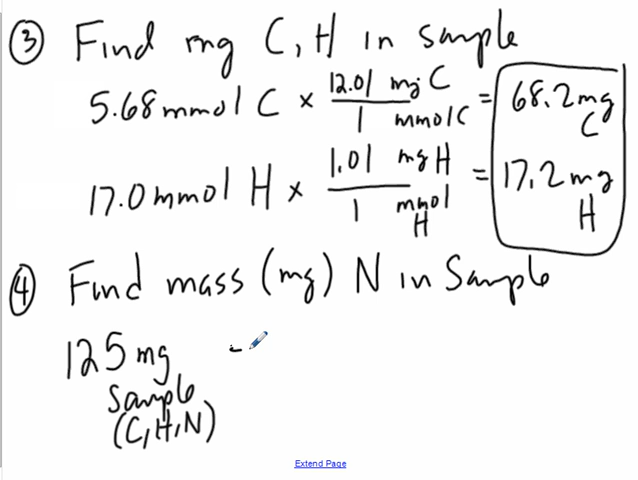 ③ Find mg C, H in sample
5.68 mmol C × 12.01 mg C / 1 mmol C = 68.2 mg C
17.0 mmol H × 1.01 mg H / 1 mmol H = 17.2 mg H
④ Find mass (mg) N in Sample
125 mg -
Sample
(C, H, N)
Extend Page